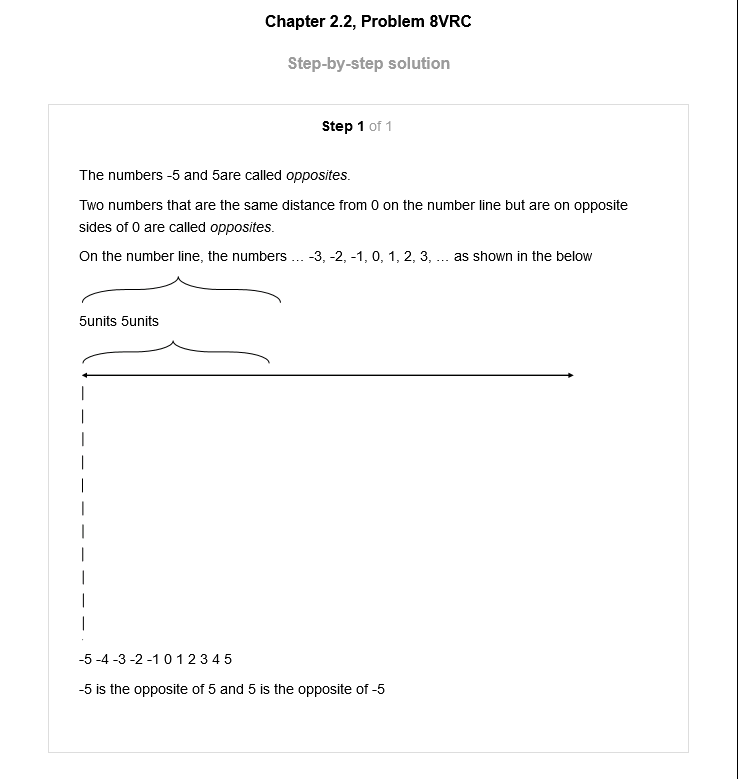 Chapter 2.2, Problem 8VRC
Step-by-step solution
Step 1 of 1
The numbers -5 and 5are called opposites.
Two numbers that are the same distance from 0 on the number line but are on opposite
sides of 0 are called opposites.
On the number line, the numbers … -3, -2, -1, 0, 1, 2, 3, … as shown in the below
5units 5units
-5 -4 -3 -2 -1 0 1 2 3 4 5
-5 is the opposite of 5 and 5 is the opposite of -5